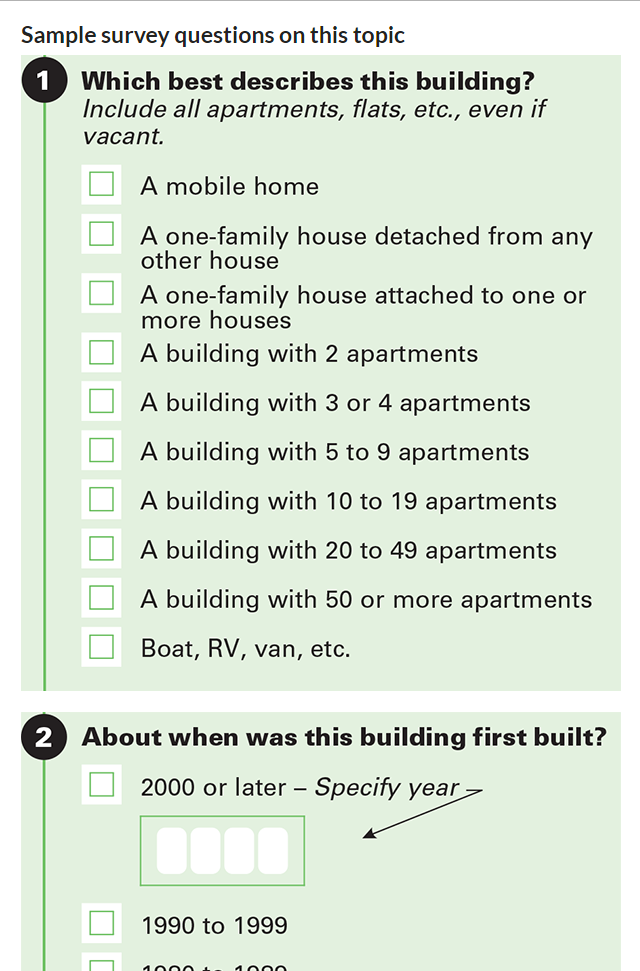 Sample survey questions on this topic
1 Which best describes this building?
Include all apartments, flats, etc., even if
vacant.
A mobile home
A one-family house detached from any
other house
A one-family house attached to one or
more houses
A building with 2 apartments
A building with 3 or 4 apartments
A building with 5 to 9 apartments
A building with 10 to 19 apartments
A building with 20 to 49 apartments
A building with 50 or more apartments
Boat, RV, van, etc.
2 About when was this building first built?
2000 or later – Specify year
1990 to 1999